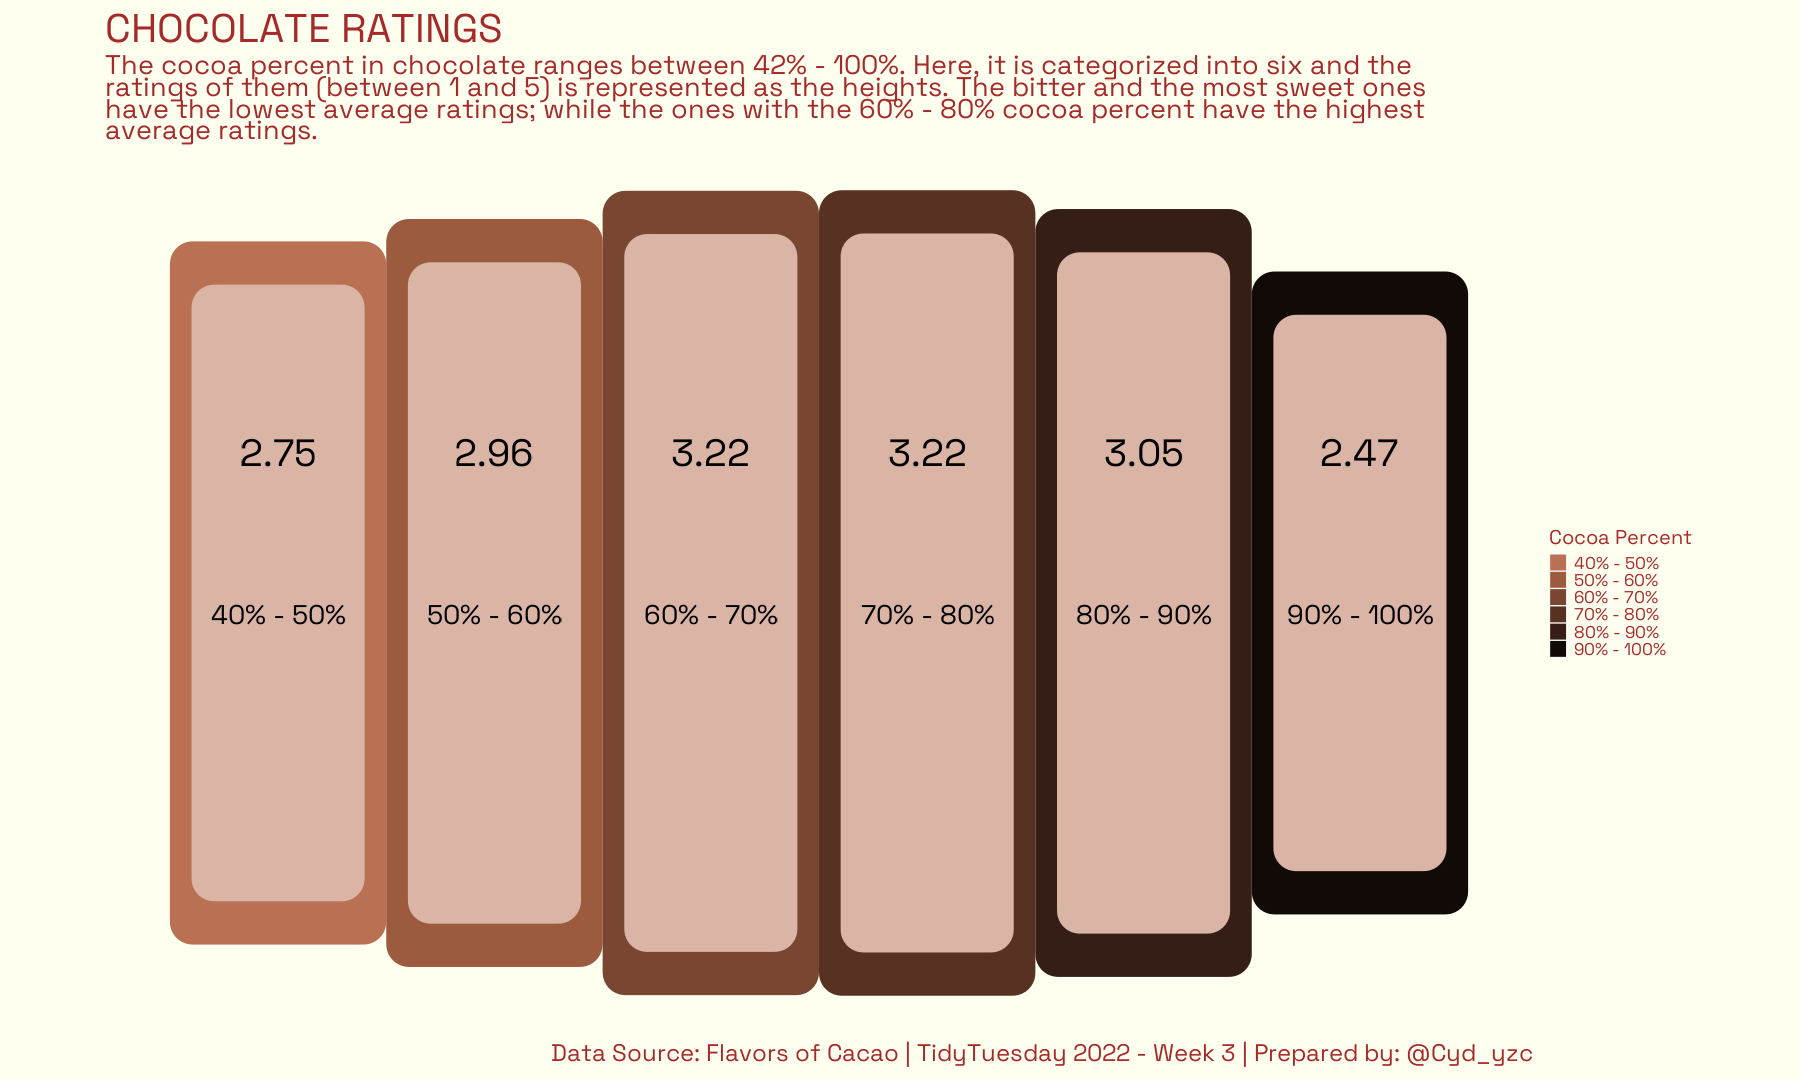 CHOCOLATE RATINGS
The cocoa percent in chocolate ranges between 42% - 100%. Here, it is categorized into six and the
ratings of them (between 1 and 5) is represented as the heights. The bitter and the most sweet ones
have the lowest average ratings; while the ones with the 60% - 80% cocoa percent have the highest
average ratings.
2.75
2.96
3.22
3.22
3.05
2.47
40% - 50%
50% - 60%
60% - 70%
70% - 80%
80% - 90%
90% - 100%
Cocoa Percent
40% - 50%
50% - 60%
60% - 70%
70% - 80%
80% - 90%
90% - 100%
Data Source: Flavors of Cacao | TidyTuesday 2022 - Week 3 | Prepared by: @Cyd_yzc